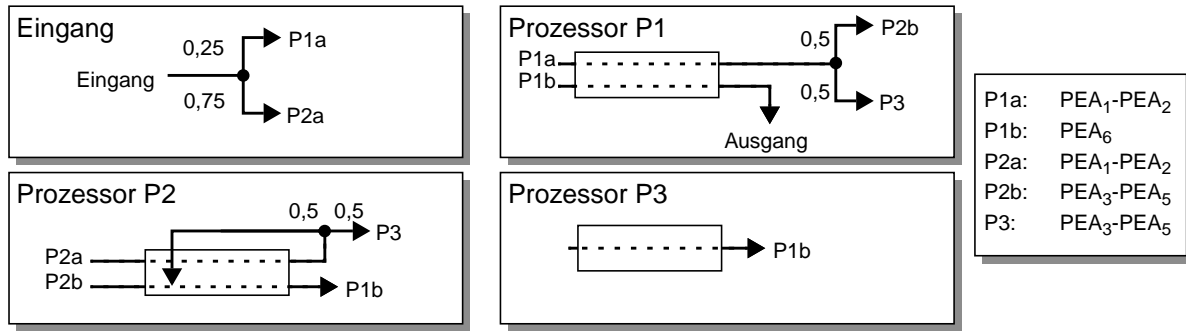 Eingang
0,25
P1a
Eingang
0,75
P2a
Prozessor P1
0,5
P2b
P1a
P1b
0,5
P3
Ausgang
Prozessor P2
0,5 0,5
P3
P2a
P2b
P1b
Prozessor P3
P1b
P1a: PEA1-PEA2
P1b: PEA6
P2a: PEA1-PEA2
P2b: PEA3-PEA5
P3: PEA3-PEA5